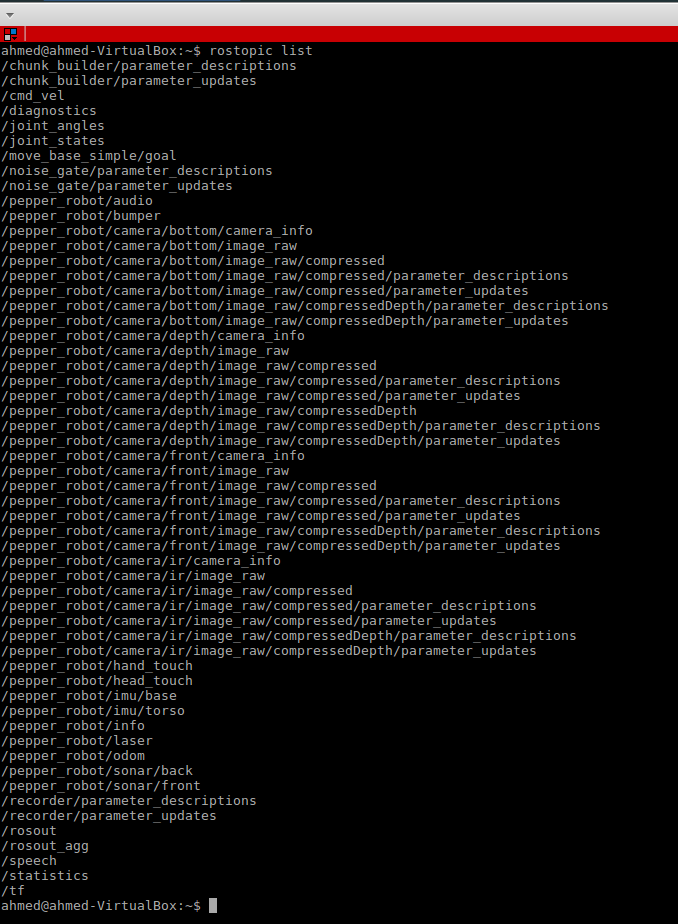 ahmed@ahmed-VirtualBox:~$ rostopic list
/chunk_builder/parameter_descriptions
/chunk_builder/parameter_updates
/cmd_vel
/diagnostics
/joint_angles
/joint_states
/move_base_simple/goal
/noise_gate/parameter_descriptions
/noise_gate/parameter_updates
/pepper_robot/audio
/pepper_robot/bumper
/pepper_robot/camera/bottom/camera_info
/pepper_robot/camera/bottom/image_raw
/pepper_robot/camera/bottom/image_raw/compressed
/pepper_robot/camera/bottom/image_raw/compressed/parameter_descriptions
/pepper_robot/camera/bottom/image_raw/compressed/parameter_updates
/pepper_robot/camera/bottom/image_raw/compressedDepth/parameter_descriptions
/pepper_robot/camera/bottom/image_raw/compressedDepth/parameter_updates
/pepper_robot/camera/depth/camera_info
/pepper_robot/camera/depth/image_raw
/pepper_robot/camera/depth/image_raw/compressed
/pepper_robot/camera/depth/image_raw/compressed/parameter_descriptions
/pepper_robot/camera/depth/image_raw/compressed/parameter_updates
/pepper_robot/camera/depth/image_raw/compressedDepth
/pepper_robot/camera/depth/image_raw/compressedDepth/parameter_descriptions
/pepper_robot/camera/depth/image_raw/compressedDepth/parameter_updates
/pepper_robot/camera/front/camera_info
/pepper_robot/camera/front/image_raw
/pepper_robot/camera/front/image_raw/compressed
/pepper_robot/camera/front/image_raw/compressed/parameter_descriptions
/pepper_robot/camera/front/image_raw/compressed/parameter_updates
/pepper_robot/camera/front/image_raw/compressedDepth/parameter_descriptions
/pepper_robot/camera/front/image_raw/compressedDepth/parameter_updates
/pepper_robot/camera/ir/camera_info
/pepper_robot/camera/ir/image_raw
/pepper_robot/camera/ir/image_raw/compressed
/pepper_robot/camera/ir/image_raw/compressed/parameter_descriptions
/pepper_robot/camera/ir/image_raw/compressed/parameter_updates
/pepper_robot/camera/ir/image_raw/compressedDepth/parameter_descriptions
/pepper_robot/camera/ir/image_raw/compressedDepth/parameter_updates
/pepper_robot/hand_touch
/pepper_robot/head_touch
/pepper_robot/imu/base
/pepper_robot/imu/torso
/pepper_robot/info
/pepper_robot/laser
/pepper_robot/odom
/pepper_robot/sonar/back
/pepper_robot/sonar/front
/recorder/parameter_descriptions
/recorder/parameter_updates
/rosout
/rosout_agg
/speech
/statistics
/tf
ahmed@ahmed-VirtualBox:~$